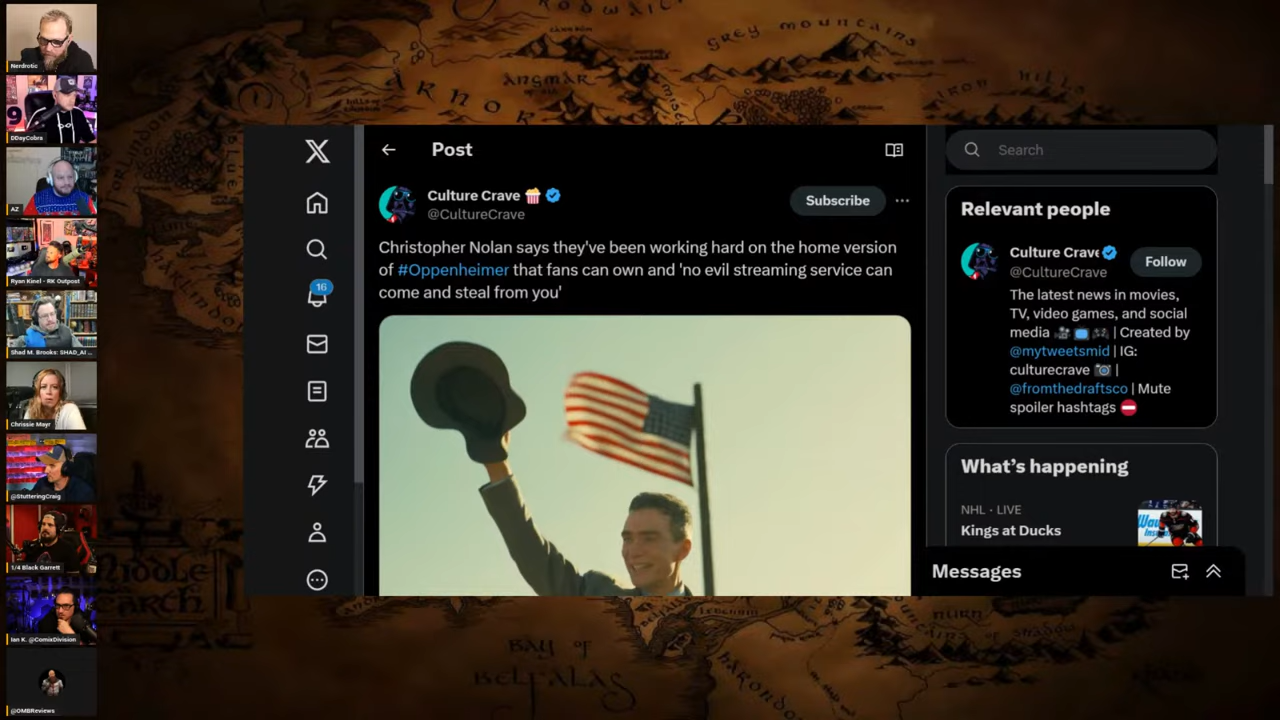 GREY MOUNTAINS
ANGMAR
ARNOR
IRON HILLS
Nerdrotic
DDayCobra
AZ
Ryan Kinel - RK Outpost
Shad M. Brooks: SHAD_AI ...
Chrissie Mayr
@StutteringCraig
1/4 Black Garrett
Ian K. @ComixDivision
@OMBReviews
Post
Culture Crave
@CultureCrave
Subscribe
Christopher Nolan says they've been working hard on the home version
of #Oppenheimer that fans can own and 'no evil streaming service can
come and steal from you'
16
Search
Relevant people
Culture Crave
@CultureCrave
Follow
The latest news in movies,
TV, video games, and social
media | Created by
@mytweetsmid | IG:
culturecrave |
@fromthedraftsco | Mute
spoiler hashtags
What's happening
NHL · LIVE
Kings at Ducks
Messages
MIDDLE
EARTH
BAY OF
BELFALAS